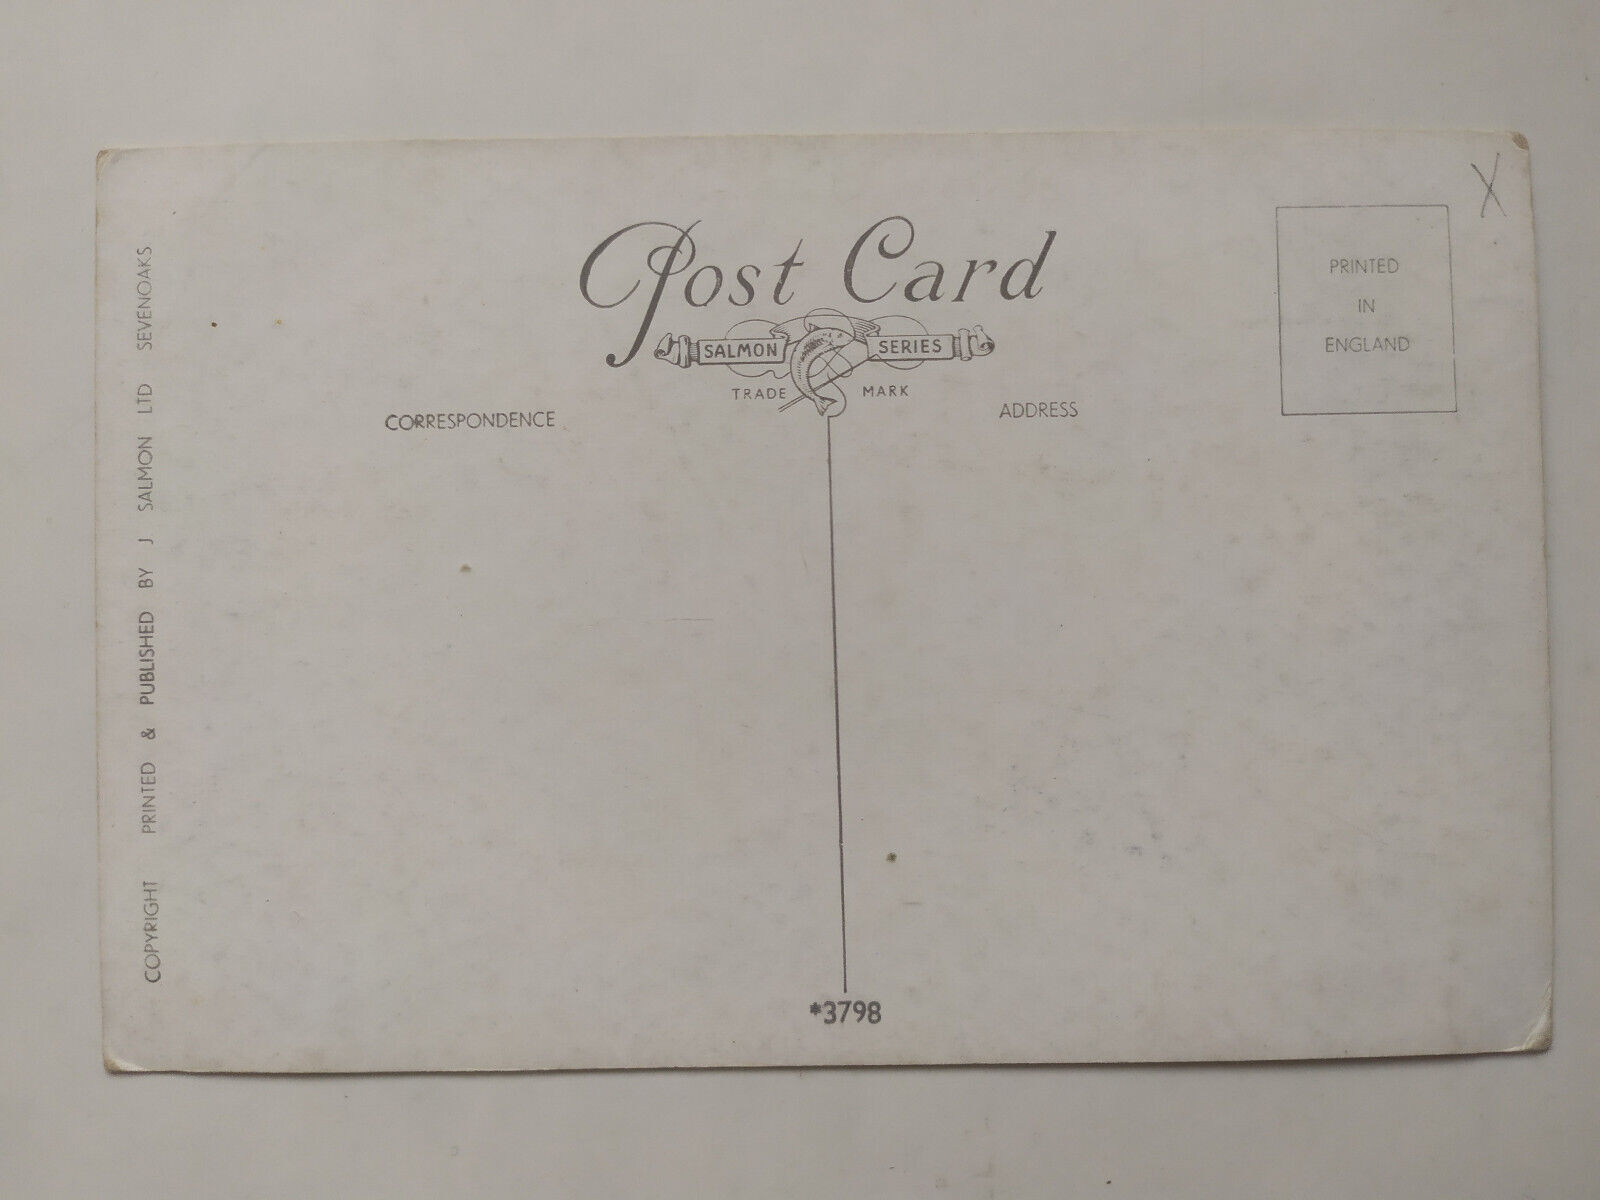 Post Card
SALMON SERIES
TRADE MARK
CORRESPONDENCE
ADDRESS
PRINTED
IN
ENGLAND
X
COPYRIGHT PRINTED & PUBLISHED BY J SALMON LTD SEVENOAKS
*3798